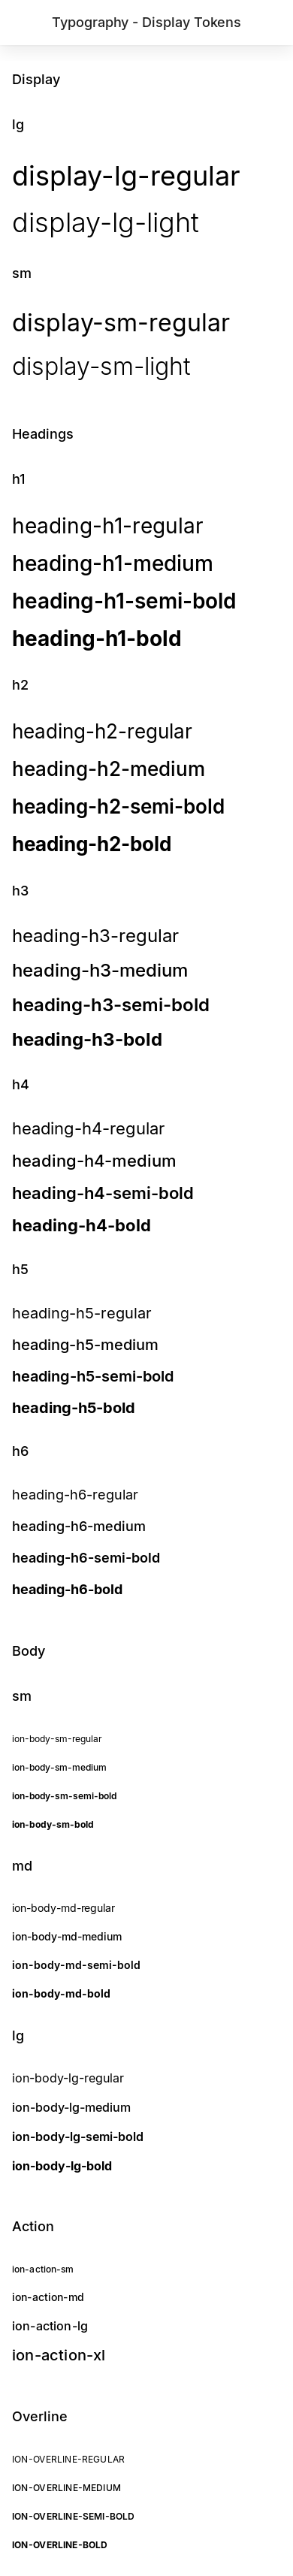 Typography - Display Tokens
Display
lg
display-lg-regular
display-lg-light
sm
display-sm-regular
display-sm-light
Headings
h1
heading-h1-regular
heading-h1-medium
heading-h1-semi-bold
heading-h1-bold
h2
heading-h2-regular
heading-h2-medium
heading-h2-semi-bold
heading-h2-bold
h3
heading-h3-regular
heading-h3-medium
heading-h3-semi-bold
heading-h3-bold
h4
heading-h4-regular
heading-h4-medium
heading-h4-semi-bold
heading-h4-bold
h5
heading-h5-regular
heading-h5-medium
heading-h5-semi-bold
heading-h5-bold
h6
heading-h6-regular
heading-h6-medium
heading-h6-semi-bold
heading-h6-bold
Body
sm
ion-body-sm-regular
ion-body-sm-medium
ion-body-sm-semi-bold
ion-body-sm-bold
md
ion-body-md-regular
ion-body-md-medium
ion-body-md-semi-bold
ion-body-md-bold
lg
ion-body-lg-regular
ion-body-lg-medium
ion-body-lg-semi-bold
ion-body-lg-bold
Action
ion-action-sm
ion-action-md
ion-action-lg
ion-action-xl
Overline
ION-OVERLINE-REGULAR
ION-OVERLINE-MEDIUM
ION-OVERLINE-SEMI-BOLD
ION-OVERLINE-BOLD